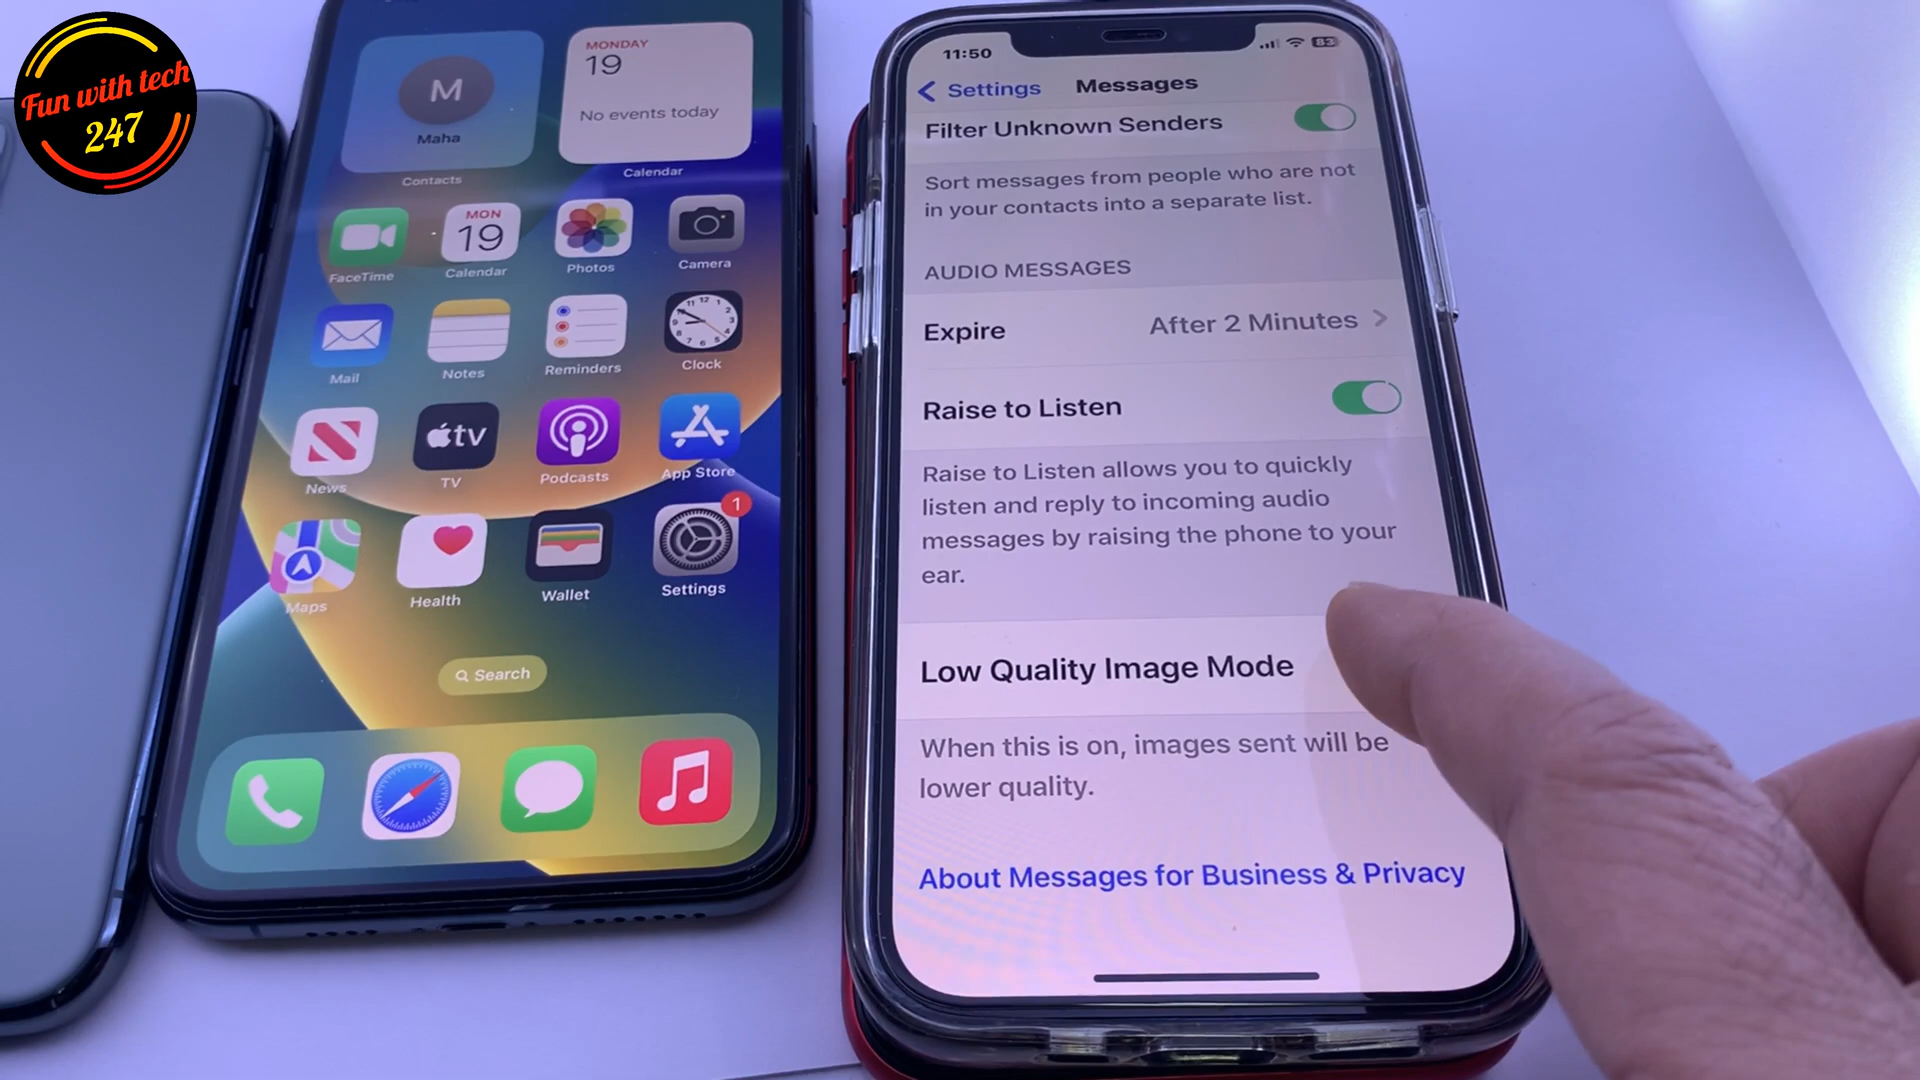 Fun with tech
247
M
Maha
Contacts
MONDAY
19
No events today
Calendar
FaceTime
MON
19
Calendar
Photos
Camera
Mail
Notes
Reminders
Clock
News
tv
TV
Podcasts
App Store
1
Maps
Health
Wallet
Settings
Search
11:50
83
Settings
Messages
Filter Unknown Senders
Sort messages from people who are not
in your contacts into a separate list.
AUDIO MESSAGES
Expire
After 2 Minutes
Raise to Listen
Raise to Listen allows you to quickly
listen and reply to incoming audio
messages by raising the phone to your
ear.
Low Quality Image Mode
When this is on, images sent will be
lower quality.
About Messages for Business & Privacy